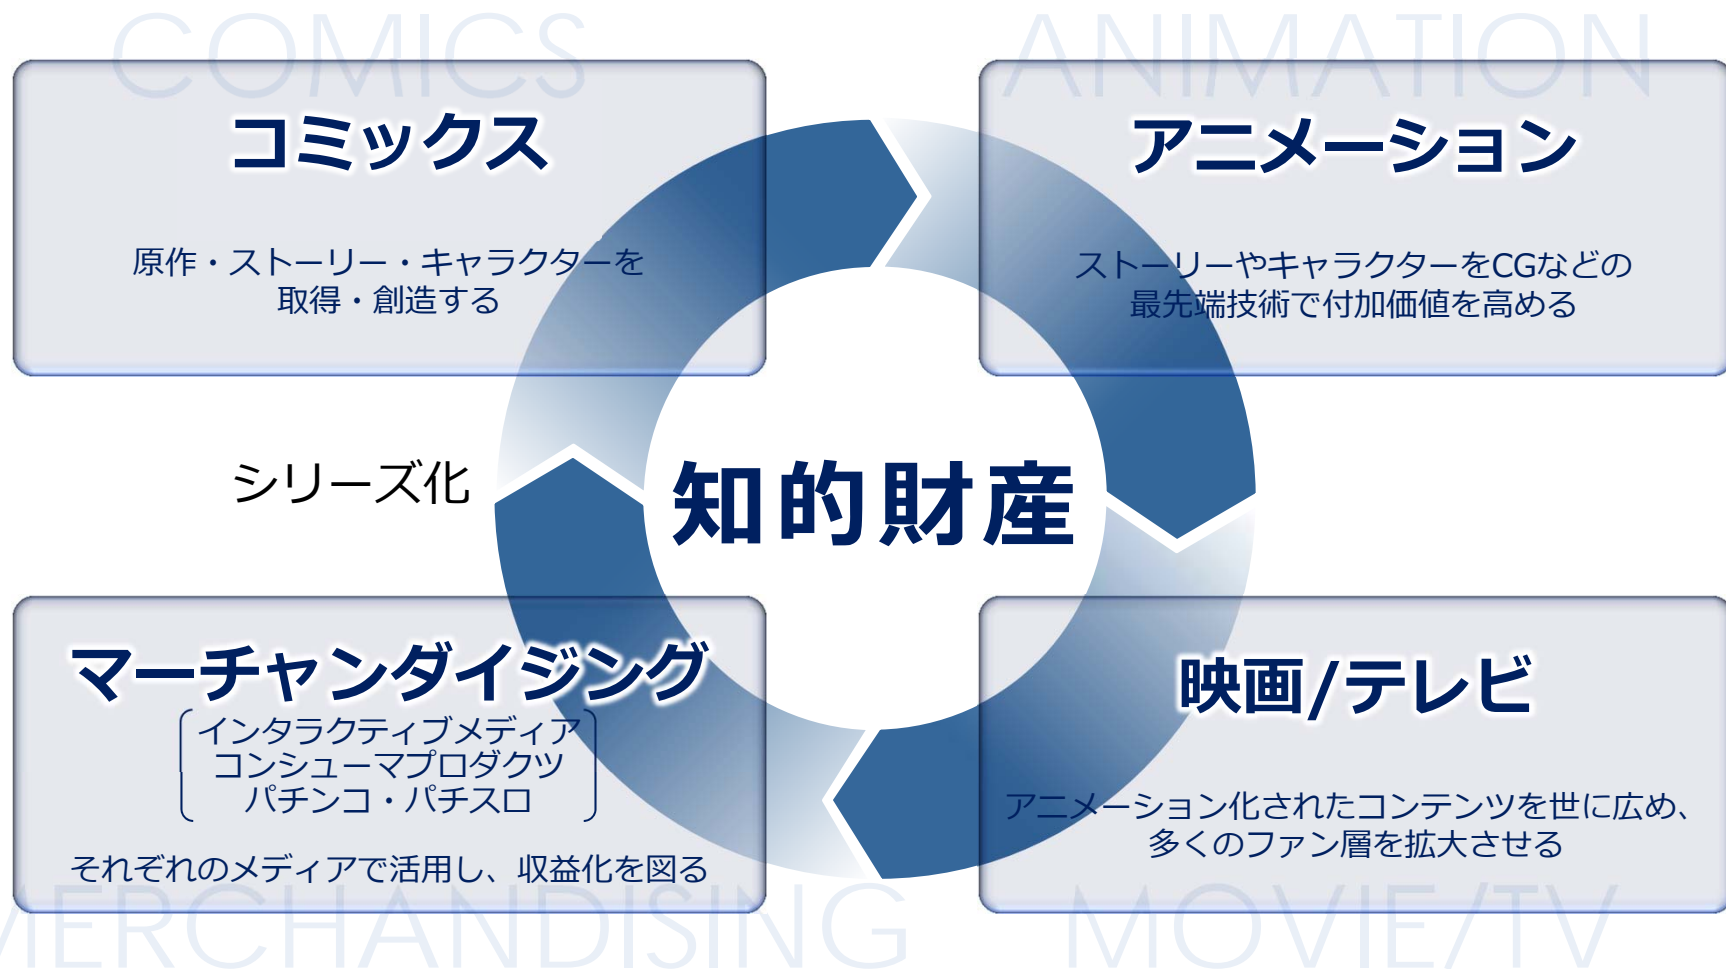 COMICS
コミックス
原作・ストーリー・キャラクターを
取得・創造する
ANIMATION
アニメーション
ストーリーやキャラクターをCGなどの
最先端技術で付加価値を高める
シリーズ化
知的財産
マーチャンダイジング
インタラクティブメディア
コンシューマプロダクツ
パチンコ・パチスロ
それぞれのメディアで活用し、収益化を図る
MERCHANDISING
映画/テレビ
アニメーション化されたコンテンツを世に広め、
多くのファン層を拡大させる
MOVIE/TV